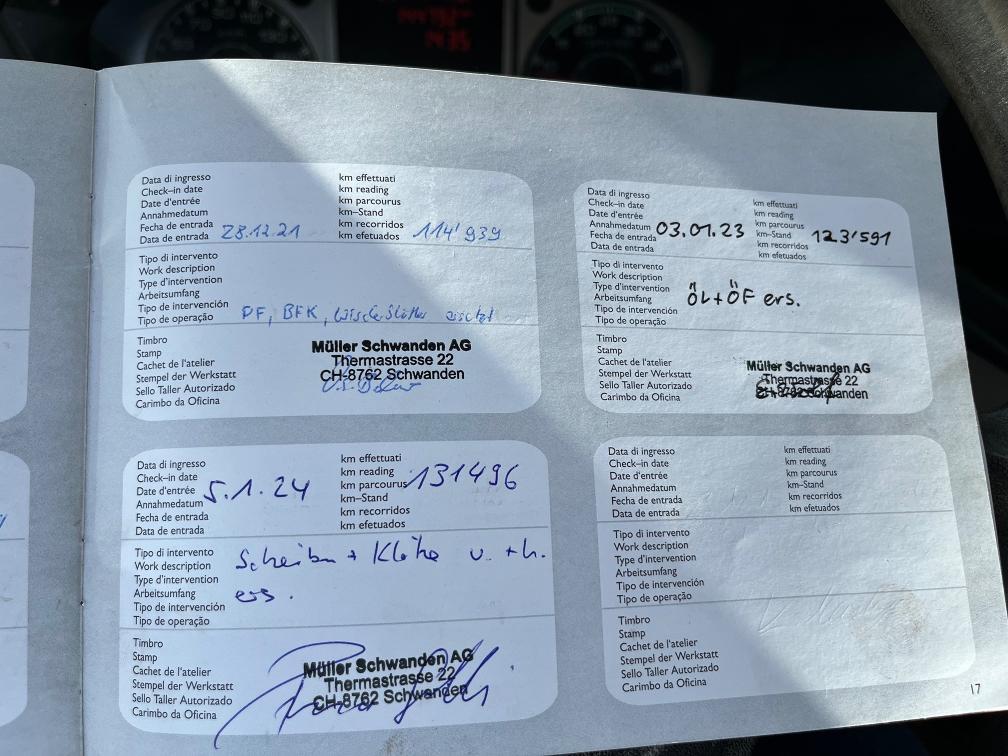 Data di ingresso
Check–in date
Date d'entrée
Annahmedatum
Fecha de entrada
Data de entrada 28.12.21
km effettuati
km reading
km parcourus
km–Stand
km recorridos
km efetuados 114'939
Tipo di intervento
Work description
Type d'intervention
Arbeitsumfang
Tipo de intervención
Tipo de operação PF, BFK,
Timbro
Stamp
Cachet de l'atelier
Stempel der Werkstatt
Sello Taller Autorizado
Carimbo da Oficina
Müller Schwanden AG
Thermastrasse 22
CH-8762 Schwanden
Data di ingresso
Check–in date
Date d'entrée
Annahmedatum 03.01.23
Fecha de entrada
Data de entrada
km effettuati
km reading
km parcourus
km–Stand 123'591
km recorridos
km efetuados
Tipo di intervento
Work description
Type d'intervention
Arbeitsumfang ÖL+ÖF ers.
Tipo de intervención
Tipo de operação
Timbro
Stamp
Cachet de l'atelier
Stempel der Werkstatt
Sello Taller Autorizado
Carimbo da Oficina
Müller Schwanden AG
Thermastrasse 22
CH-8762 Schwanden
Data di ingresso
Check–in date
Date d'entrée 5.1.24
Annahmedatum
Fecha de entrada
Data de entrada
km effettuati
km reading
km parcourus 131496
km–Stand
km recorridos
km efetuados
Tipo di intervento
Work description Scheiben + Klötze v. + h.
Type d'intervention
Arbeitsumfang ers.
Tipo de intervención
Tipo de operação
Timbro
Stamp
Cachet de l'atelier
Stempel der Werkstatt
Sello Taller Autorizado
Carimbo da Oficina
Müller Schwanden AG
Thermastrasse 22
CH-8762 Schwanden
Data di ingresso
Check–in date
Date d'entrée
Annahmedatum
Fecha de entrada
Data de entrada
km effettuati
km reading
km parcourus
km–Stand
km recorridos
km efetuados
Tipo di intervento
Work description
Type d'intervention
Arbeitsumfang
Tipo de intervención
Tipo de operação
Timbro
Stamp
Cachet de l'atelier
Stempel der Werkstatt
Sello Taller Autorizado
Carimbo da Oficina
17